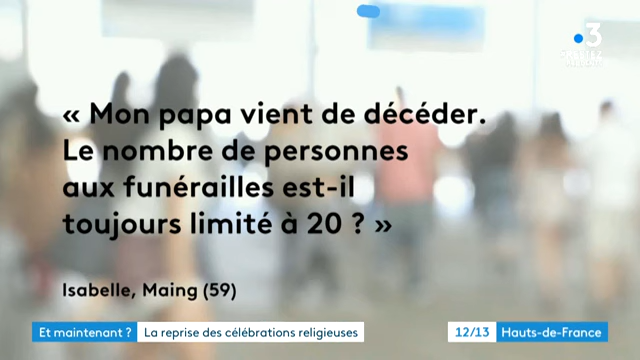 3
« Mon papa vient de décéder.
Le nombre de personnes
aux funérailles est-il
toujours limité à 20 ? »
Isabelle, Maing (59)
Et maintenant ? La reprise des célébrations religieuses 12/13 Hauts-de-France